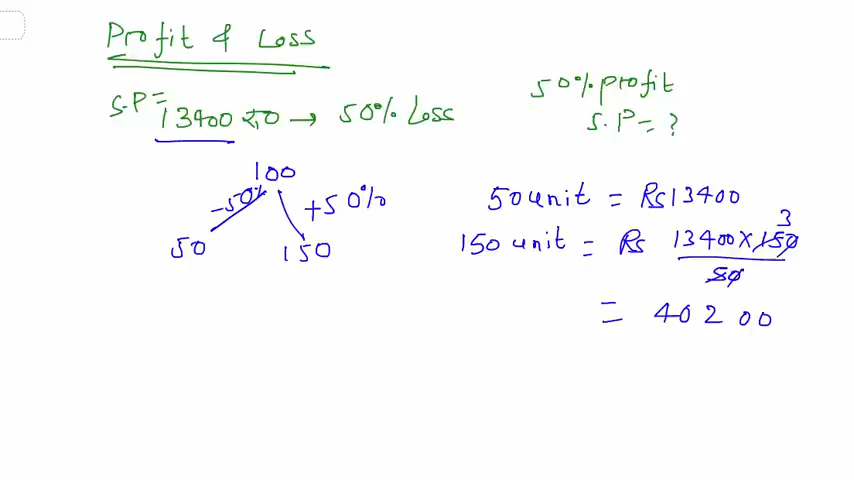 Profit & Loss
S.P = 13400 रु0 → 50% Loss
50% profit
S.P = ?
100
-50%
+50%
50
150
50 unit = Rs 13400
150 unit = Rs 13400 × 150 / 50
3
= 40200